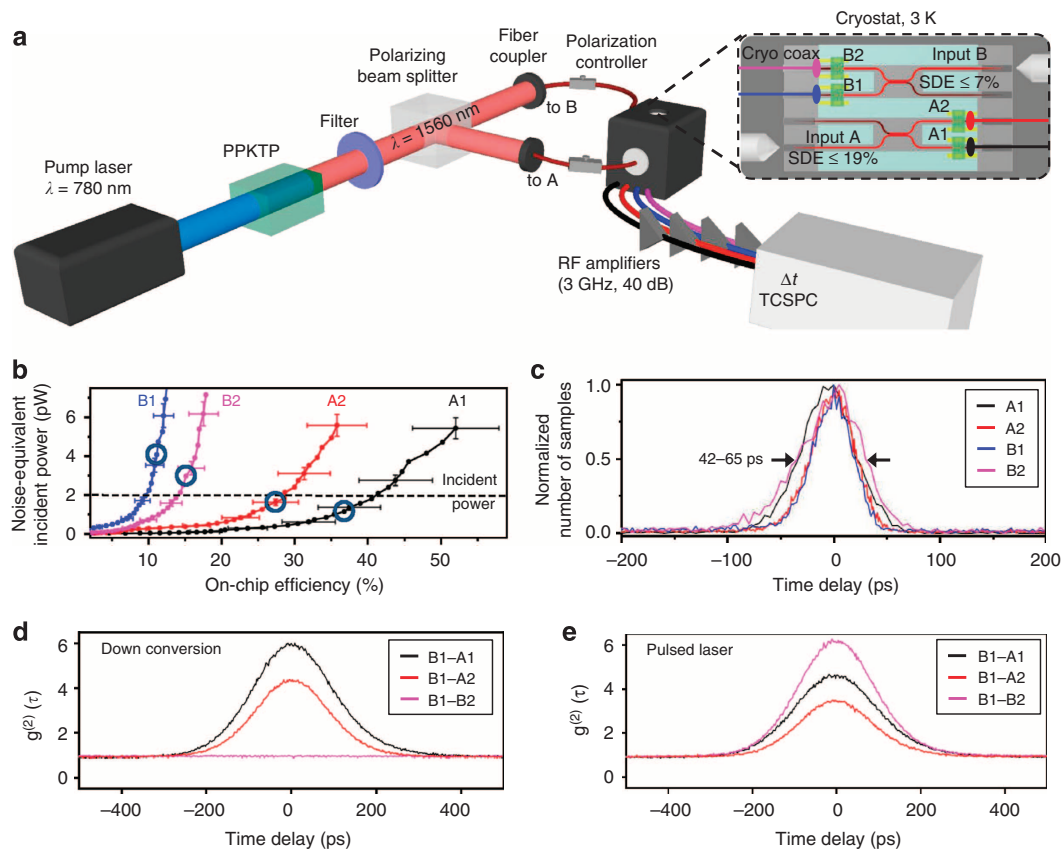 a
Pump laser
λ = 780 nm
PPKTP
Filter
Polarizing
beam splitter
λ = 1560 nm
Fiber
coupler
to B
to A
Polarization
controller
RF amplifiers
(3 GHz, 40 dB)
Δt
TCSPC
Cryostat, 3 K
Cryo coax
B2
Input B
B1
SDE ≤ 7%
A2
Input A
A1
SDE ≤ 19%
b
Noise-equivalent
incident power (pW)
6
4
2
0
B1
B2
A2
A1
Incident
power
10
20
30
40
50
On-chip efficiency (%)
c
Normalized
number of samples
1.0
0.5
0.0
42–65 ps
A1
A2
B1
B2
−200
−100
0
100
200
Time delay (ps)
d
g(2) (τ)
6
4
2
0
Down conversion
B1–A1
B1–A2
B1–B2
−400
−200
0
200
400
Time delay (ps)
e
g(2) (τ)
6
4
2
0
Pulsed laser
B1–A1
B1–A2
B1–B2
−400
−200
0
200
400
Time delay (ps)